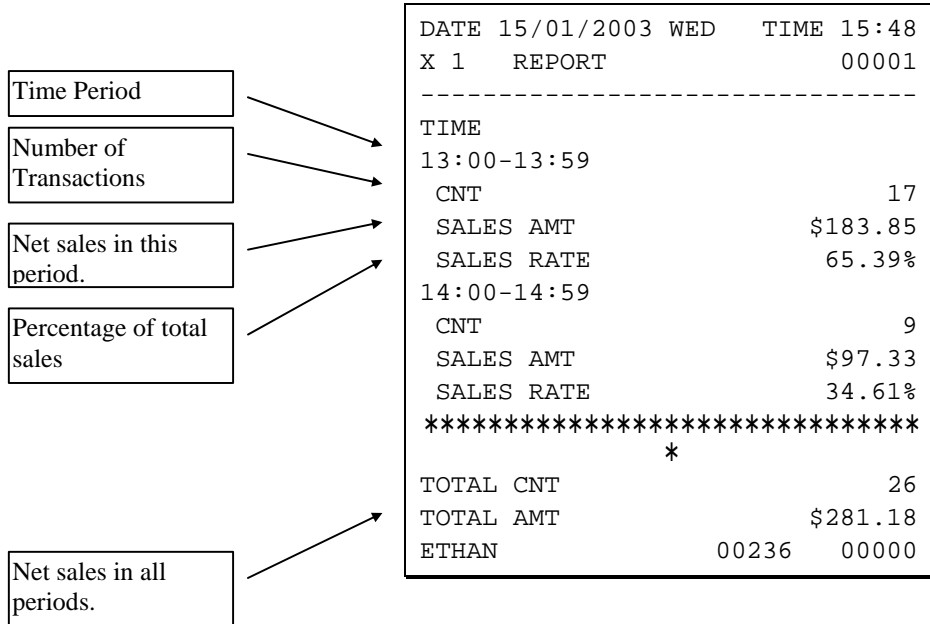 DATE 15/01/2003 WED TIME 15:48
X 1 REPORT 00001
---------------------------------
TIME
13:00-13:59
CNT 17
SALES AMT $183.85
SALES RATE 65.39%
14:00-14:59
CNT 9
SALES AMT $97.33
SALES RATE 34.61%
*******************************
*
TOTAL CNT 26
TOTAL AMT $281.18
ETHAN 00236 00000
Time Period
Number of
Transactions
Net sales in this
period.
Percentage of total
sales
Net sales in all
periods.